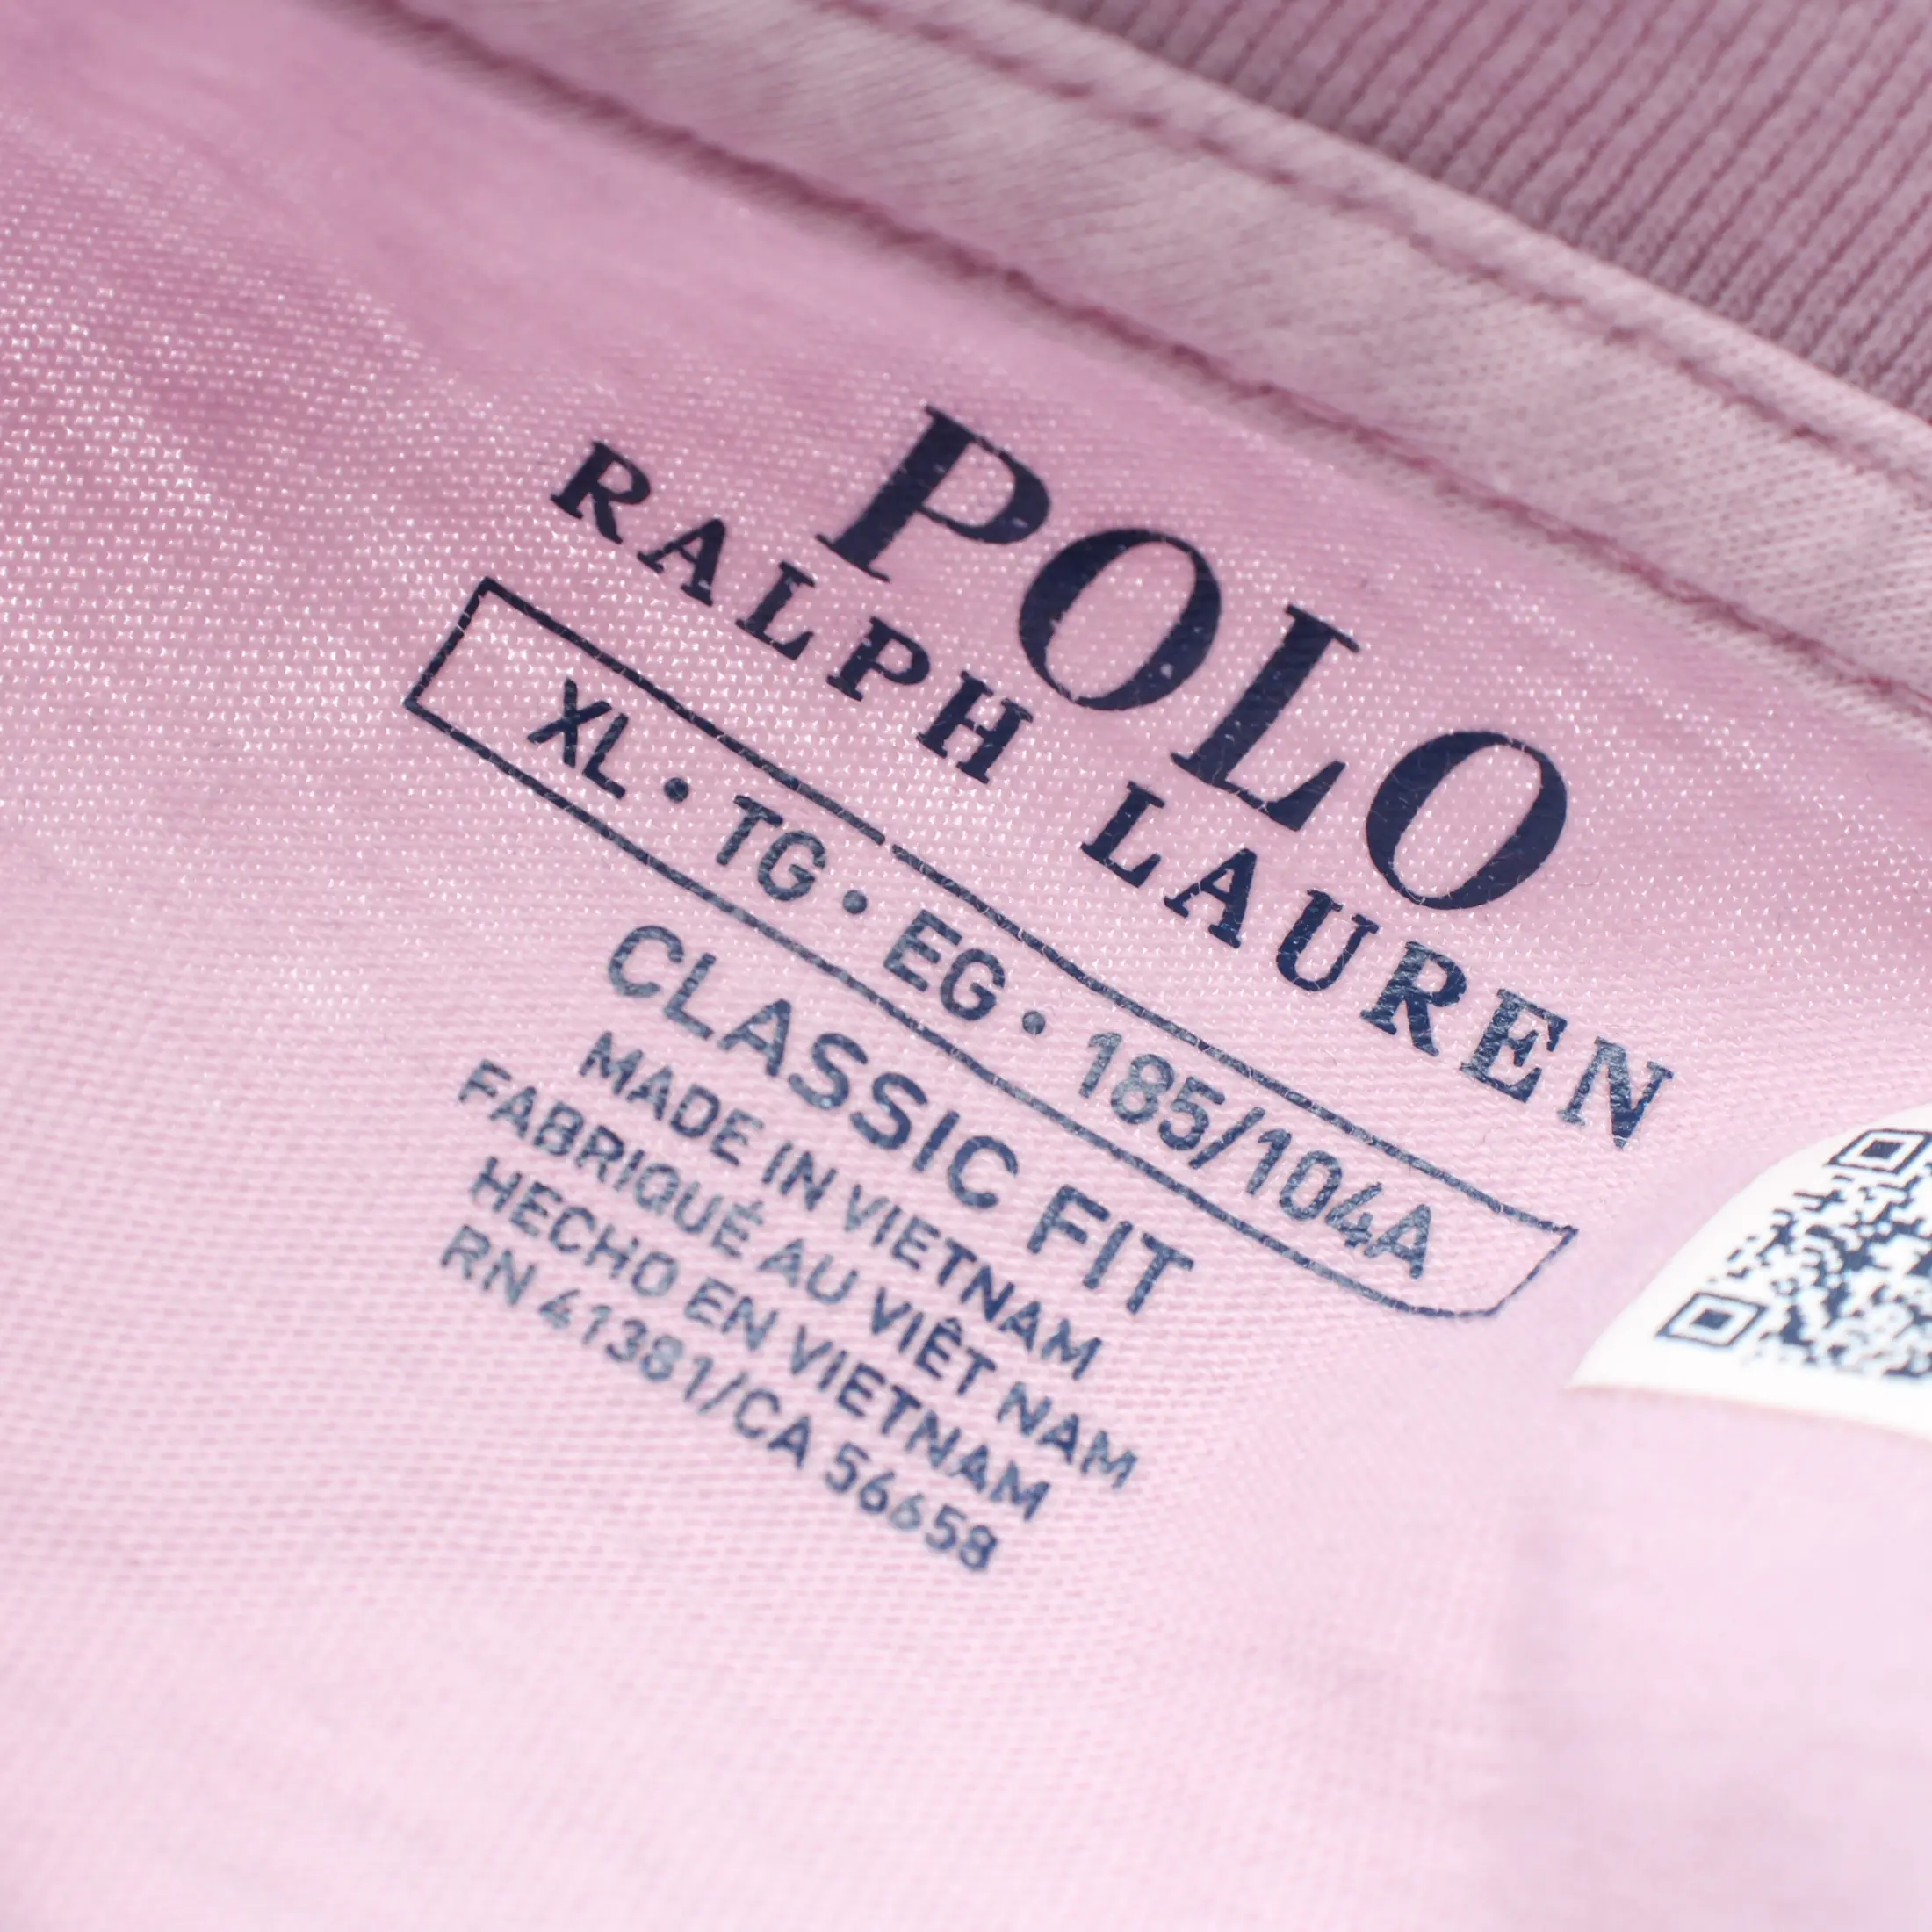 POLO
RALPH LAUREN
XL • TG • EG • 185/104A
CLASSIC FIT
MADE IN VIETNAM
FABRIQUÉ AU VIÊT NAM
HECHO EN VIETNAM
RN 41381/CA 56658